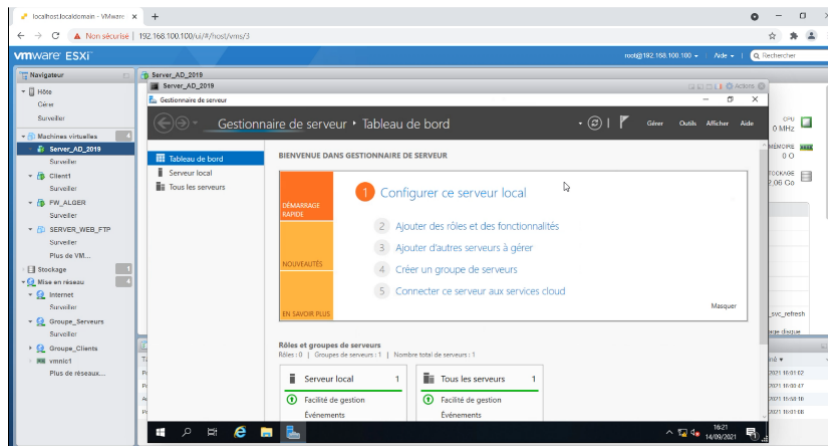 localhost.localdomain - VMware
Non sécurisé | 192.168.100.100/ui/#/host/vms/3
vmware ESXi
root@192.168.100.100
Aide
Rechercher
Navigateur
Server_AD_2019
Hôte
Gérer
Surveiller
Machines virtuelles 4
Server_AD_2019
Surveiller
Client1
Surveiller
FW_ALGER
Surveiller
SERVER_WEB_FTP
Surveiller
Plus de VM...
Stockage 1
Mise en réseau 4
Internet
Surveiller
Groupe_Serveurs
Surveiller
Groupe_Clients
vmnic1
Plus de réseaux...
Server_AD_2019
Actions
Gestionnaire de serveur
Gestionnaire de serveur • Tableau de bord
Gérer Outils Afficher Aide
Tableau de bord
Serveur local
Tous les serveurs
BIENVENUE DANS GESTIONNAIRE DE SERVEUR
DÉMARRAGE
RAPIDE
NOUVEAUTÉS
EN SAVOIR PLUS
1 Configurer ce serveur local
2 Ajouter des rôles et des fonctionnalités
3 Ajouter d'autres serveurs à gérer
4 Créer un groupe de serveurs
5 Connecter ce serveur aux services cloud
Masquer
Rôles et groupes de serveurs
Rôles : 0 | Groupes de serveurs : 1 | Nombre total de serveurs : 1
Serveur local 1
Facilité de gestion
Événements
Tous les serveurs 1
Facilité de gestion
Événements
CPU
0 MHz
MÉMOIRE
0 O
2,06 Go
_svc_refresh
16:21
14/09/2021